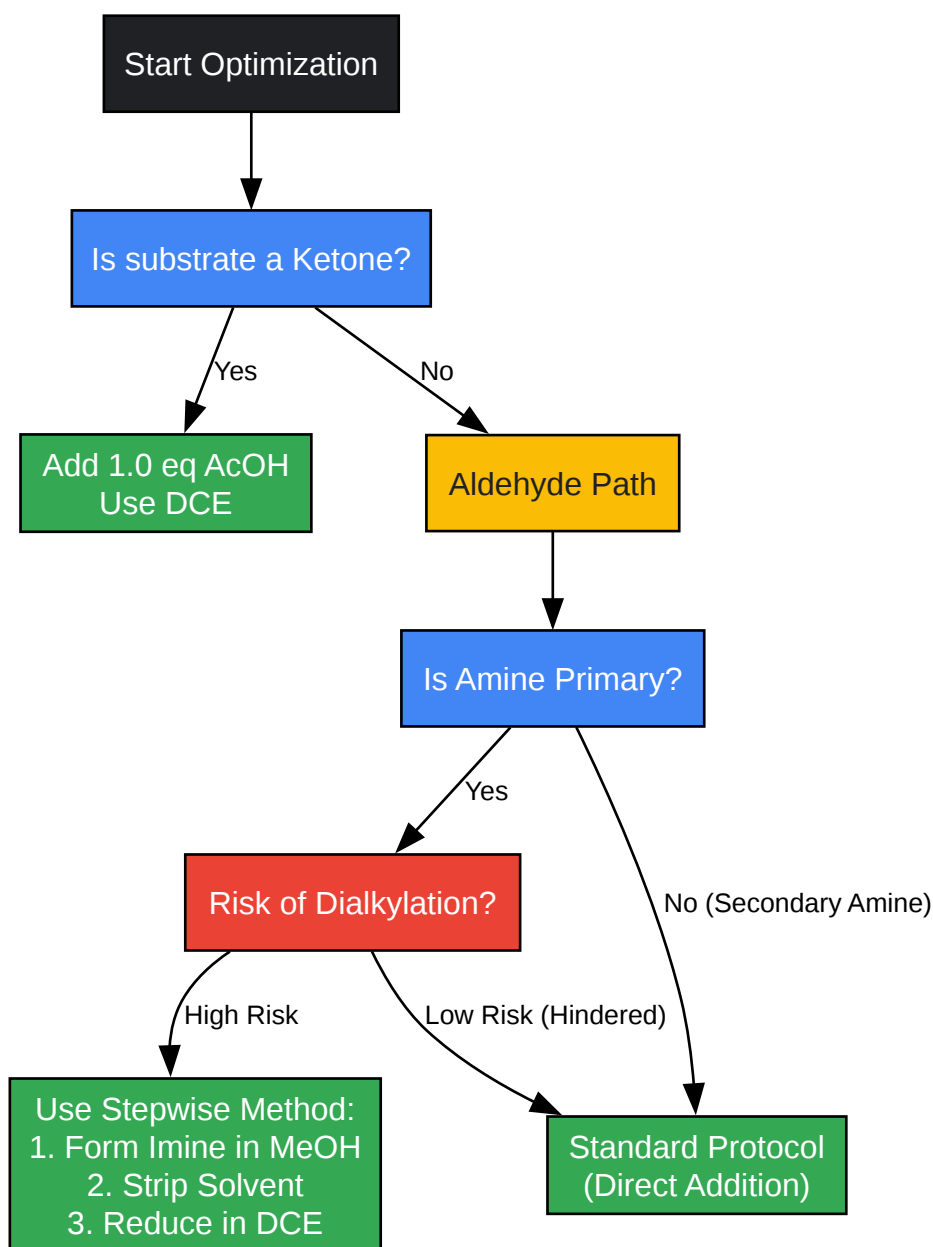 Start Optimization
Is substrate a Ketone?
Yes
No
Add 1.0 eq AcOH
Use DCE
Aldehyde Path
Is Amine Primary?
Yes
No (Secondary Amine)
Risk of Dialkylation?
High Risk
Low Risk (Hindered)
Use Stepwise Method:
1. Form Imine in MeOH
2. Strip Solvent
3. Reduce in DCE
Standard Protocol
(Direct Addition)